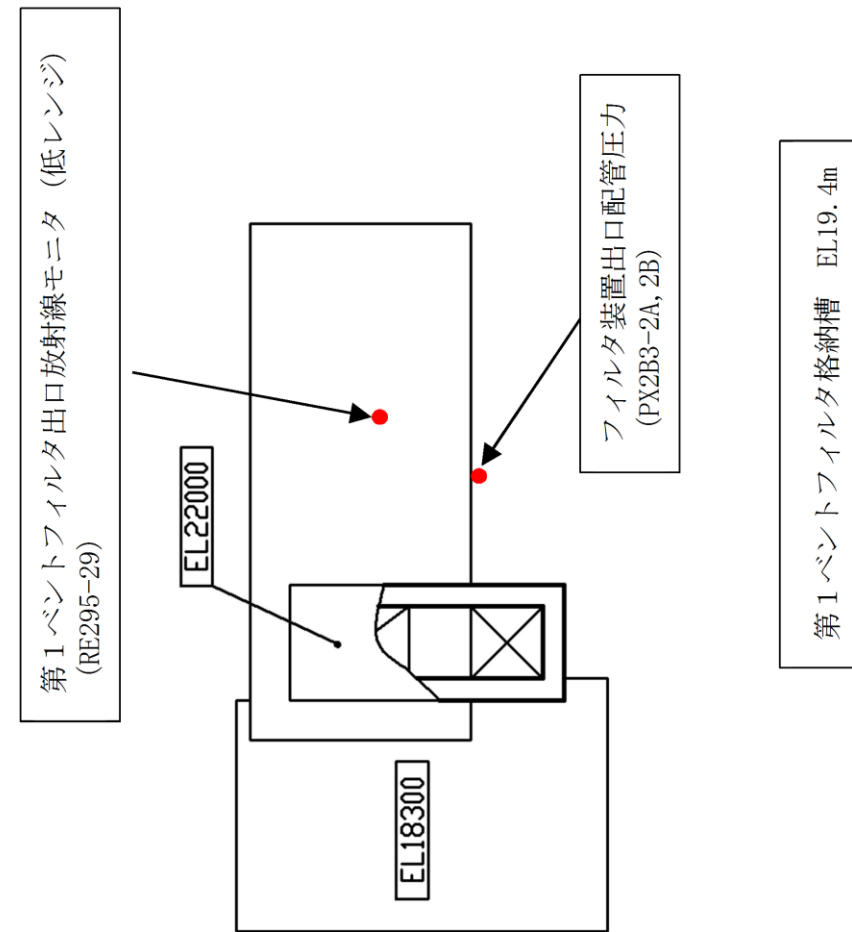 第1ベントフィルタ出口放射線モニタ（低レンジ）
(RE295-29)
EL22000
フィルタ装置出口配管圧力
(PX2B3-2A, 2B)
EL18300
第1ベントフィルタ格納槽　EL19.4m